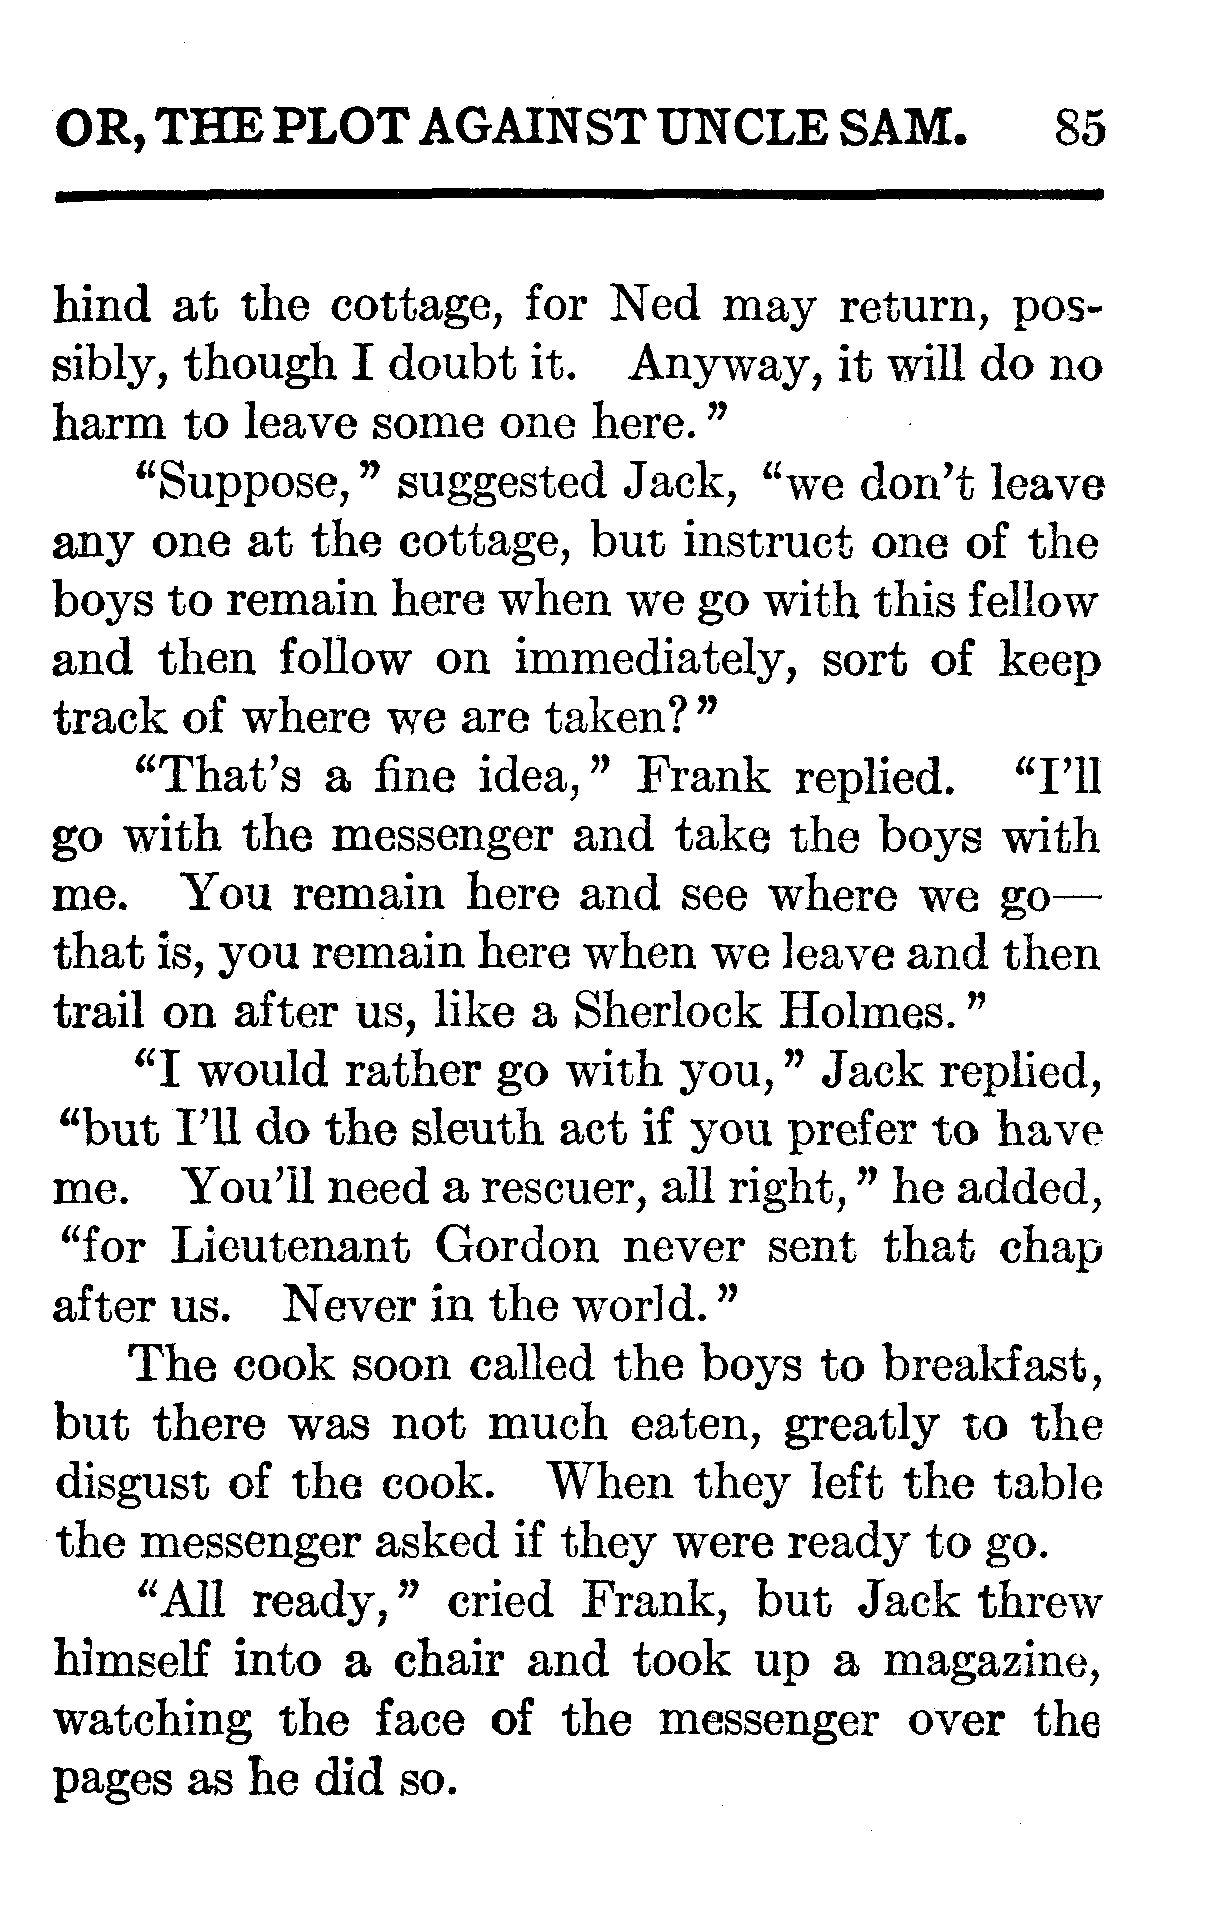 OR, THE PLOT AGAINST UNCLE SAM. 85
hind at the cottage, for Ned may return, pos-
sibly, though I doubt it. Anyway, it will do no
harm to leave some one here.”
“Suppose,” suggested Jack, “we don’t leave
any one at the cottage, but instruct one of the
boys to remain here when we go with this fellow
and then follow on immediately, sort of keep
track of where we are taken?”
“That’s a fine idea,” Frank replied. “I’ll
go with the messenger and take the boys with
me. You remain here and see where we go—
that is, you remain here when we leave and then
trail on after us, like a Sherlock Holmes.”
“I would rather go with you,” Jack replied,
“but I’ll do the sleuth act if you prefer to have
me. You’ll need a rescuer, all right,” he added,
“for Lieutenant Gordon never sent that chap
after us. Never in the world.”
The cook soon called the boys to breakfast,
but there was not much eaten, greatly to the
disgust of the cook. When they left the table
the messenger asked if they were ready to go.
“All ready,” cried Frank, but Jack threw
himself into a chair and took up a magazine,
watching the face of the messenger over the
pages as he did so.